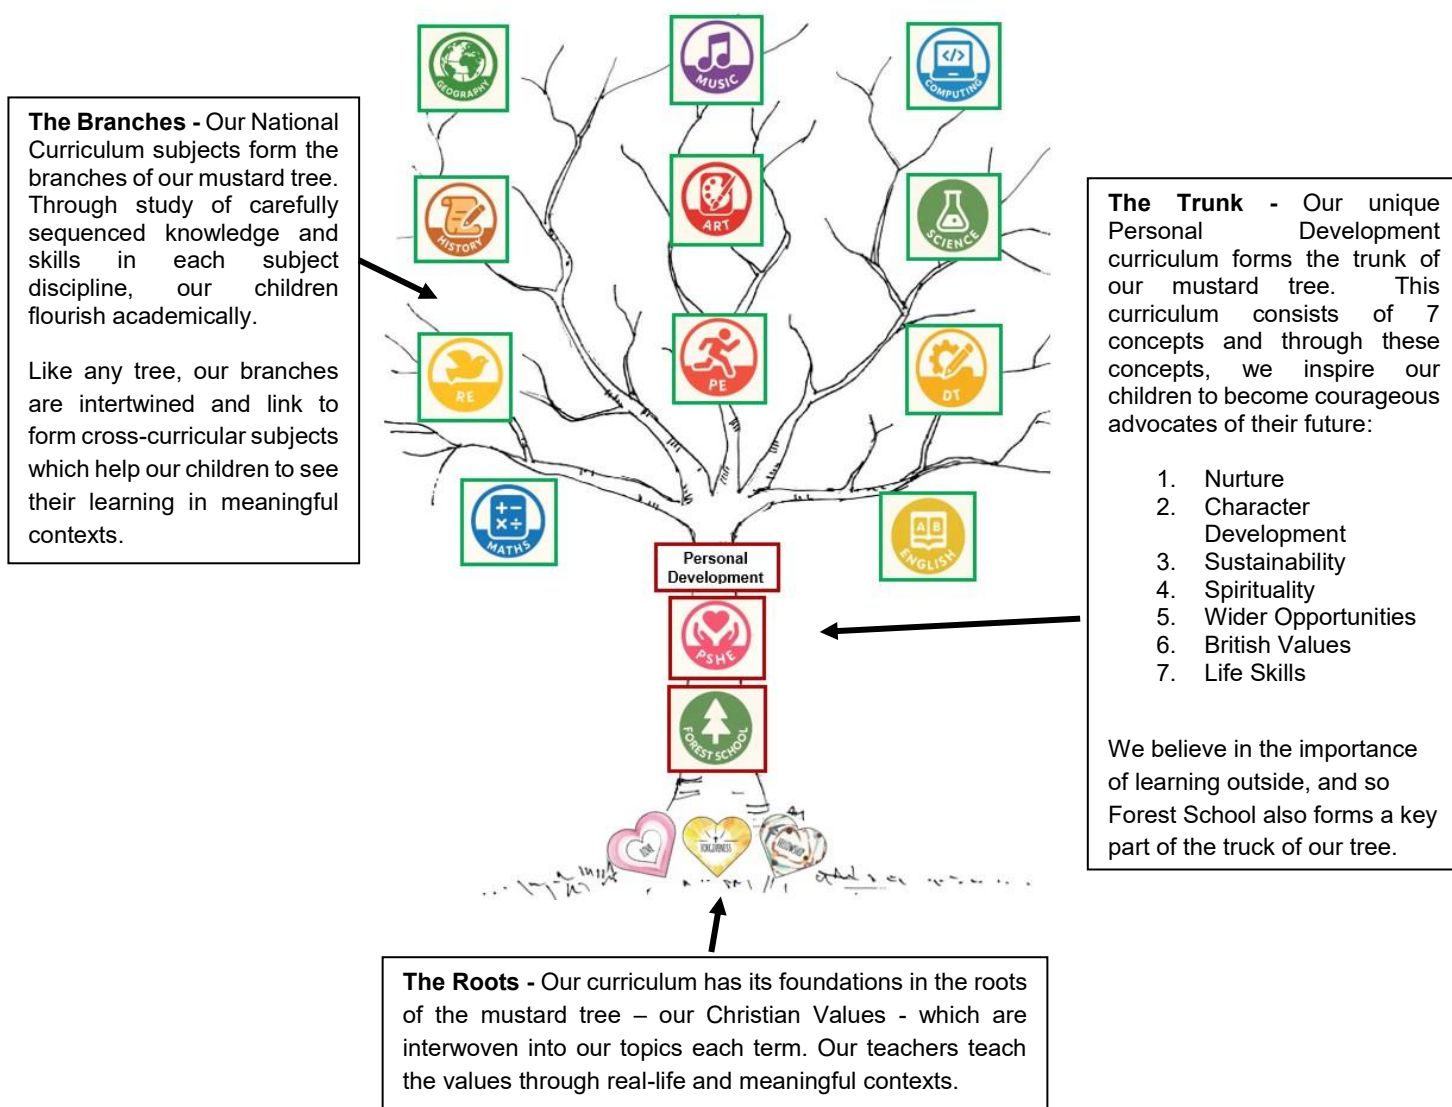 GEOGRAPHY
MUSIC
</>
COMPUTING
HISTORY
ART
SCIENCE
RE
PE
DT
+ −
× ÷
MATHS
A B
ENGLISH
Personal
Development
PSHE
FOREST SCHOOL
LOVE
FORGIVENESS
FELLOWSHIP
The Branches - Our National
Curriculum subjects form the
branches of our mustard tree.
Through study of carefully
sequenced knowledge and
skills in each subject
discipline, our children
flourish academically.
Like any tree, our branches
are intertwined and link to
form cross-curricular subjects
which help our children to see
their learning in meaningful
contexts.
The Trunk - Our unique
Personal Development
curriculum forms the trunk of
our mustard tree. This
curriculum consists of 7
concepts and through these
concepts, we inspire our
children to become courageous
advocates of their future:
1. Nurture
2. Character
Development
3. Sustainability
4. Spirituality
5. Wider Opportunities
6. British Values
7. Life Skills
We believe in the importance
of learning outside, and so
Forest School also forms a key
part of the truck of our tree.
The Roots - Our curriculum has its foundations in the roots
of the mustard tree – our Christian Values - which are
interwoven into our topics each term. Our teachers teach
the values through real-life and meaningful contexts.